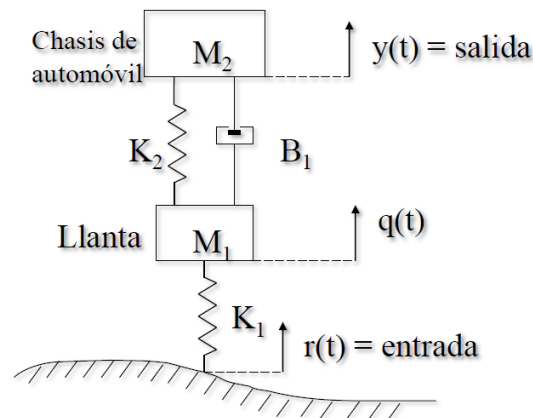 Chasis de
automóvil
M₂
y(t) = salida
K₂
B₁
Llanta
M₁
q(t)
K₁
r(t) = entrada